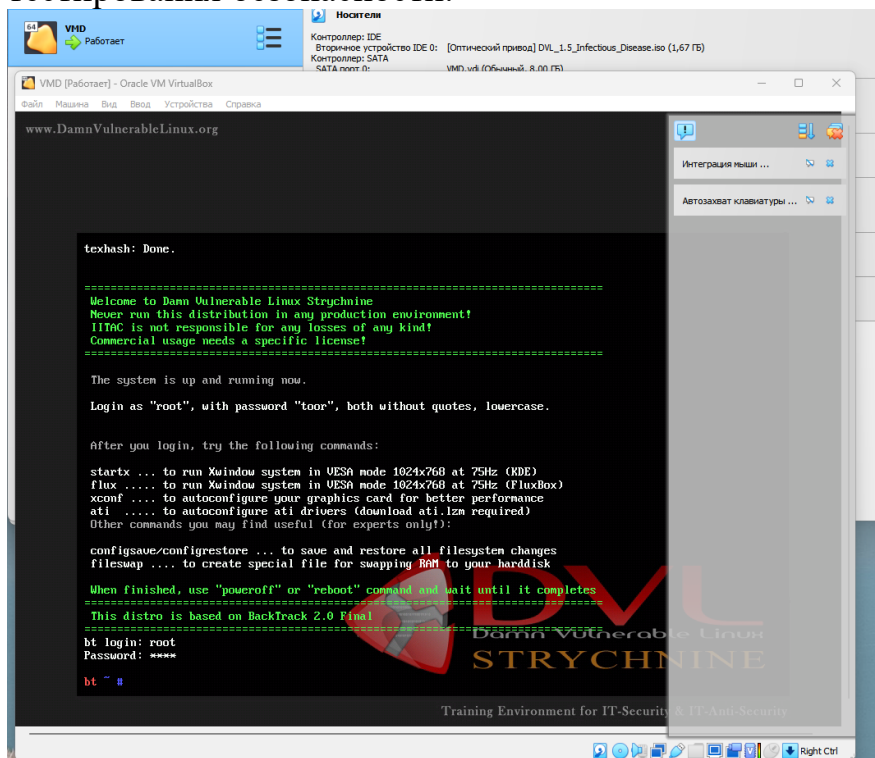 тестирования безопасности.
64
VMD
Работает
Носители
Контроллер: IDE
Вторичное устройство IDE 0: [Оптический привод] DVL_1.5_Infectious_Disease.iso (1,67 ГБ)
Контроллер: SATA
SATA порт 0: VMD.vdi (Обычный, 8,00 ГБ)
VMD [Работает] - Oracle VM VirtualBox
Файл Машина Вид Ввод Устройства Справка
www.DamnVulnerableLinux.org
Интеграция мыши ...
Автозахват клавиатуры ...
texhash: Done.
==========================================================================
Welcome to Damn Vulnerable Linux Strychnine
Never run this distribution in any production environment!
IITAC is not responsible for any losses of any kind!
Commercial usage needs a specific license!
==========================================================================
The system is up and running now.
Login as "root", with password "toor", both without quotes, lowercase.
After you login, try the following commands:
startx ... to run Xwindow system in VESA mode 1024x768 at 75Hz (KDE)
flux ..... to run Xwindow system in VESA mode 1024x768 at 75Hz (FluxBox)
xconf .... to autoconfigure your graphics card for better performance
ati ..... to autoconfigure ati drivers (download ati.lzm required)
Other commands you may find useful (for experts only!):
configsave/configrestore ... to save and restore all filesystem changes
fileswap .... to create special file for swapping RAM to your harddisk
When finished, use "poweroff" or "reboot" command and wait until it completes
==========================================================================
This distro is based on BackTrack 2.0 Final
==========================================================================
bt login: root
Password: ****
bt ~ #
DVL
Damn Vulnerable Linux
STRYCHNINE
Training Environment for IT-Security & IT-Anti-Security
Right Ctrl